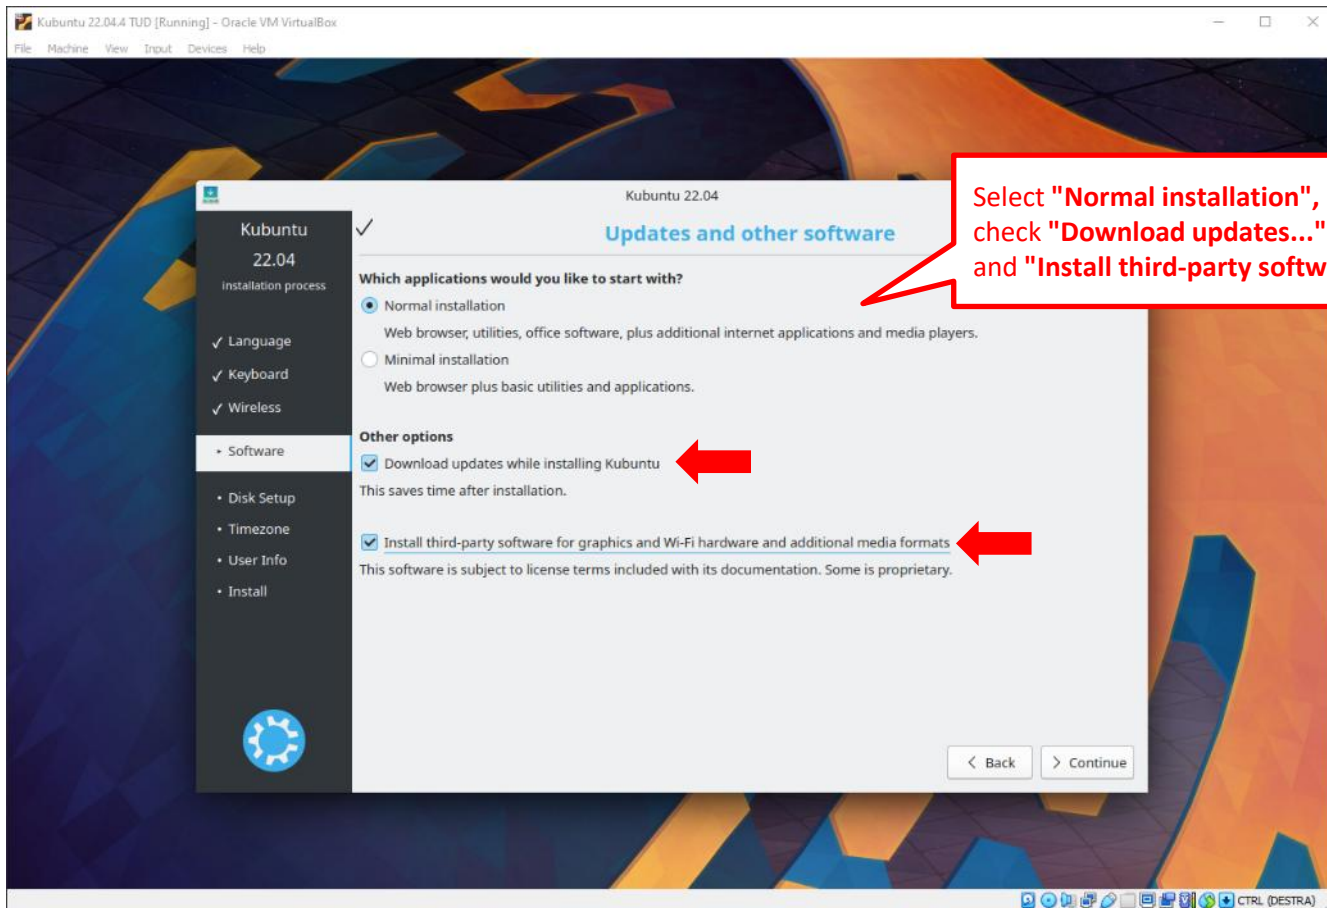 Kubuntu 22.04.4 TUD [Running] - Oracle VM VirtualBox
File Machine View Input Devices Help
Select "Normal installation",
check "Download updates..."
and "Install third-party softw
Kubuntu 22.04
Kubuntu
22.04
installation process
✓ Language
✓ Keyboard
✓ Wireless
▸ Software
• Disk Setup
• Timezone
• User Info
• Install
✓ Updates and other software
Which applications would you like to start with?
Normal installation
Web browser, utilities, office software, plus additional internet applications and media players.
Minimal installation
Web browser plus basic utilities and applications.
Other options
Download updates while installing Kubuntu
This saves time after installation.
Install third-party software for graphics and Wi-Fi hardware and additional media formats
This software is subject to license terms included with its documentation. Some is proprietary.
< Back
> Continue
CTRL (DESTRA)